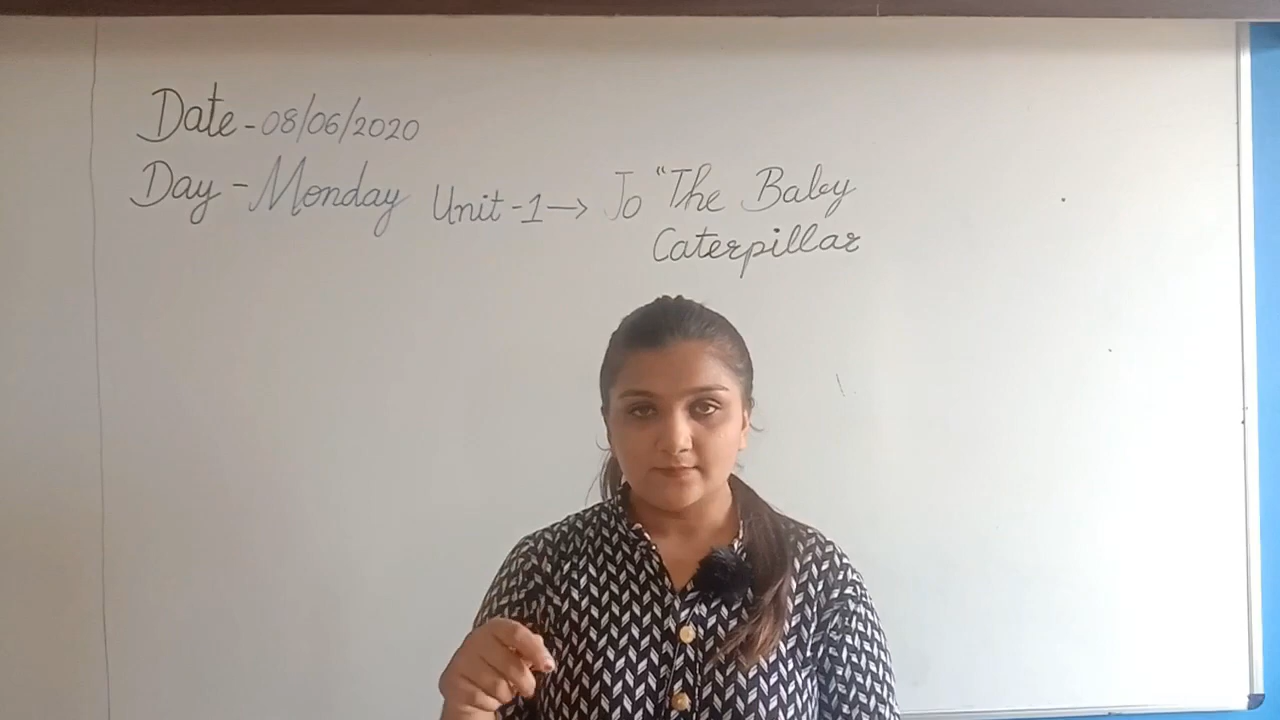 Date - 08/06/2020
Day - Monday Unit -1 → Jo "The Baby
Caterpillar